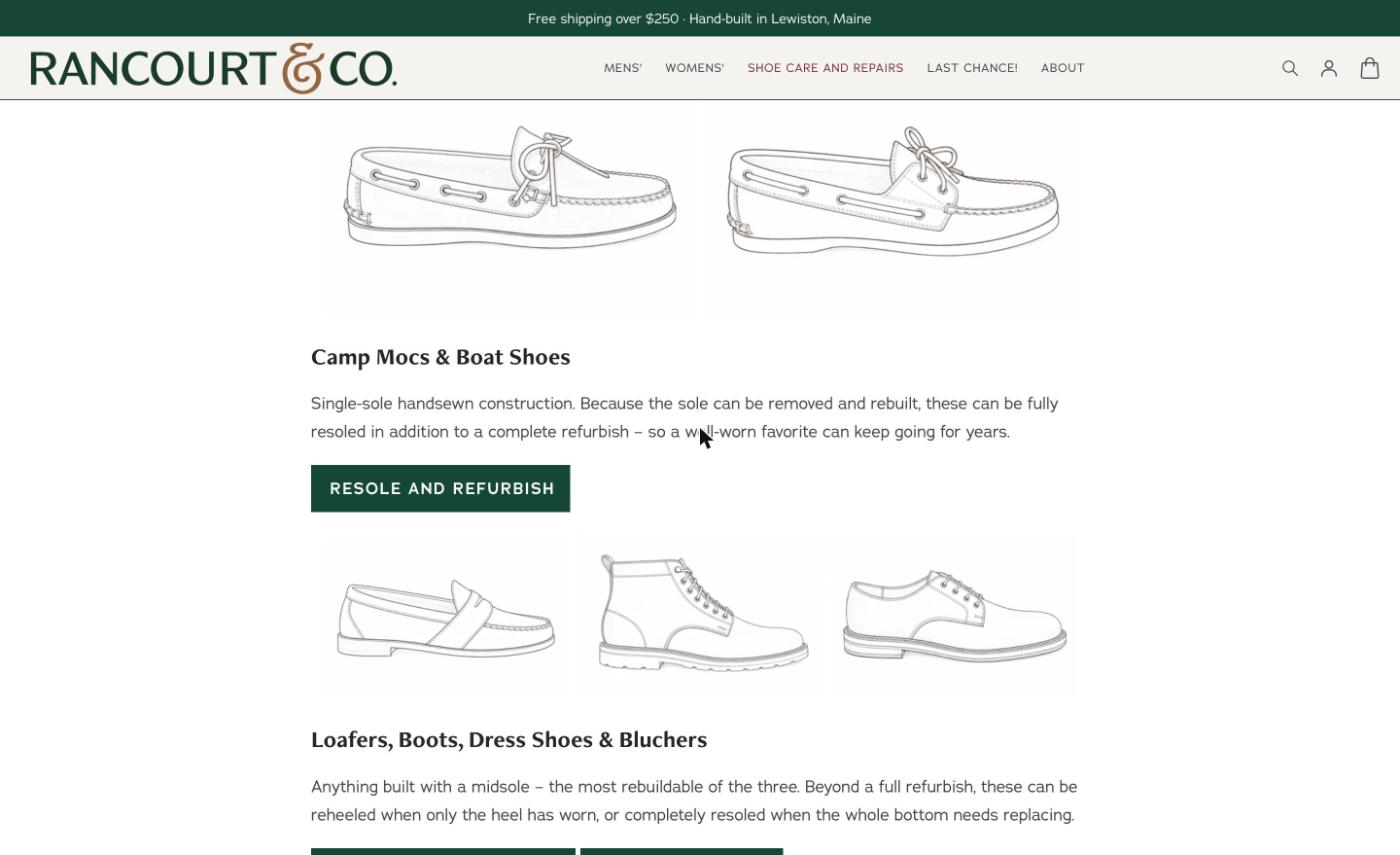 Free shipping over $250 · Hand-built in Lewiston, Maine
RANCOURT & CO.
MENS' WOMENS' SHOE CARE AND REPAIRS LAST CHANCE! ABOUT
Camp Mocs & Boat Shoes
Single-sole handsewn construction. Because the sole can be removed and rebuilt, these can be fully
resoled in addition to a complete refurbish – so a well-worn favorite can keep going for years.
RESOLE AND REFURBISH
Loafers, Boots, Dress Shoes & Bluchers
Anything built with a midsole – the most rebuildable of the three. Beyond a full refurbish, these can be
reheeled when only the heel has worn, or completely resoled when the whole bottom needs replacing.